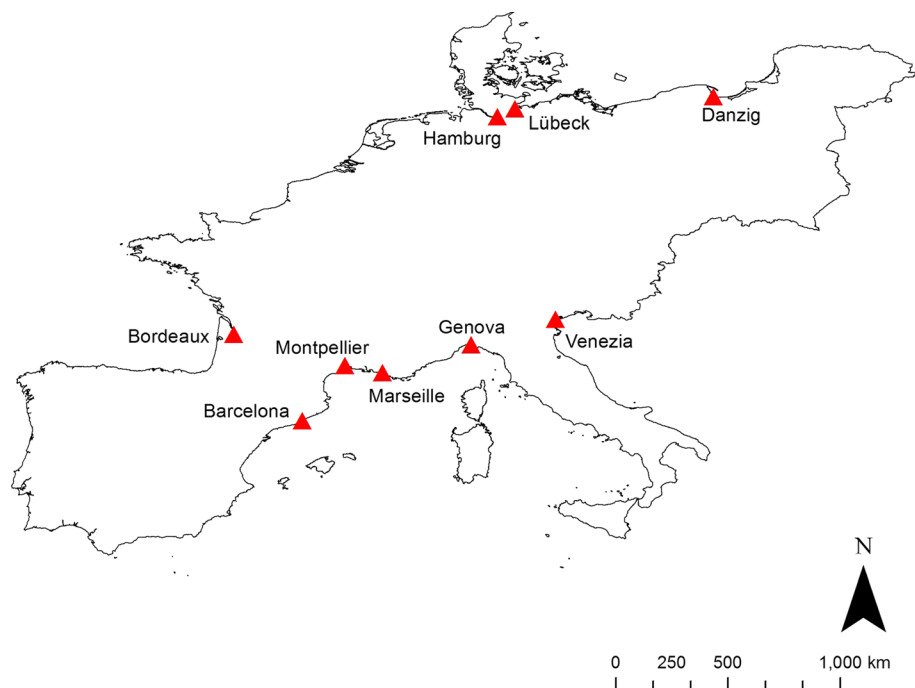 Hamburg
Lübeck
Danzig
Bordeaux
Montpellier
Genova
Venezia
Marseille
Barcelona
N
0 250 500 1,000 km